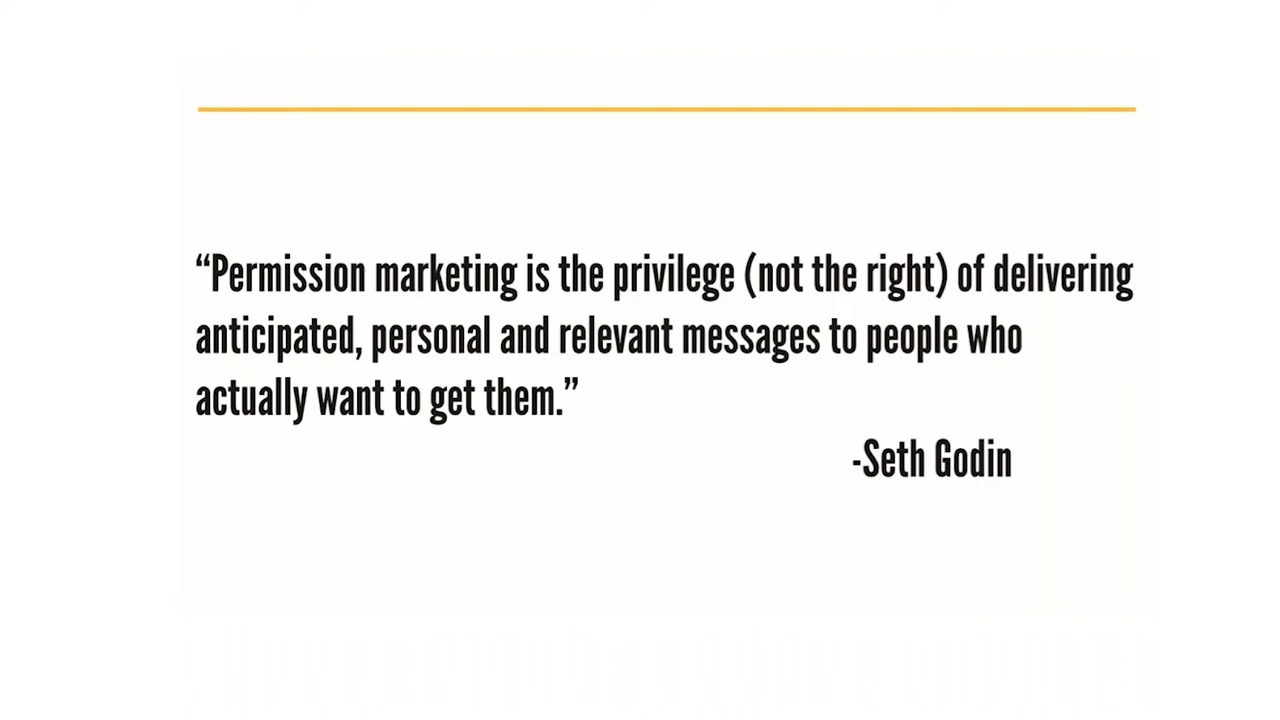 “Permission marketing is the privilege (not the right) of delivering
anticipated, personal and relevant messages to people who
actually want to get them.”
-Seth Godin